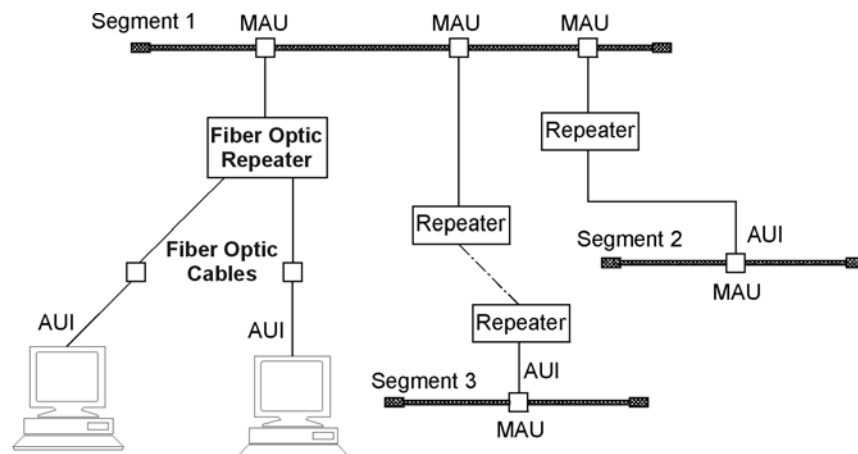 Segment 1
MAU
MAU
MAU
Fiber Optic
Repeater
Repeater
Repeater
Fiber Optic
Cables
Segment 2
AUI
MAU
AUI
AUI
Repeater
Segment 3
AUI
MAU